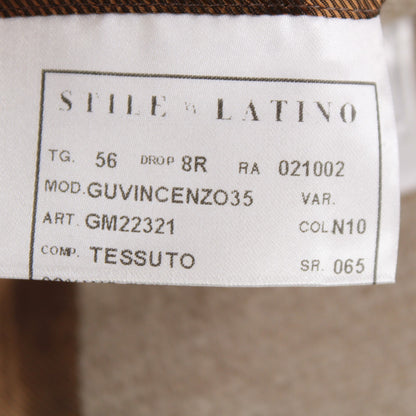 STILE LATINO
TG. 56 DROP 8R RA 021002
MOD. GUVINCENZO35 VAR.
ART. GM22321 COL N10
COMP. TESSUTO SR. 065